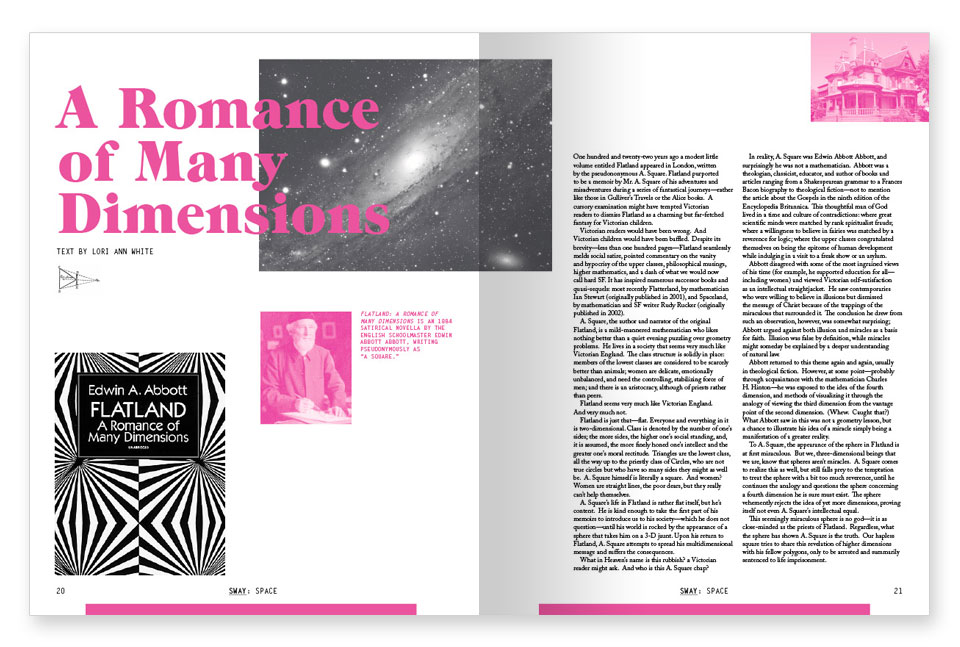 A Romance
of Many
Dimensions
TEXT BY LORI ANN WHITE
FLATLAND: A ROMANCE OF
MANY DIMENSIONS IS AN 1884
SATIRICAL NOVELLA BY THE
ENGLISH SCHOOLMASTER EDWIN
ABBOTT ABBOTT, WRITING
PSEUDONYMOUSLY AS
"A SQUARE."
Edwin A. Abbott
FLATLAND
A Romance of
Many Dimensions
UNABRIDGED
20
SWAY: SPACE
One hundred and twenty-two years ago a modest little
volume entitled Flatland appeared in London, written
by the pseudononymous A. Square. Flatland purported
to be a memoir by Mr. A. Square of his adventures and
misadventures during a series of fantastical journeys—rather
like those in Gulliver's Travels or the Alice books. A
cursory examination might have tempted Victorian
readers to dismiss Flatland as a charming but far-fetched
fantasy for Victorian children.
Victorian readers would have been wrong. And
Victorian children would have been baffled. Despite its
brevity—less than one hundred pages—Flatland seamlessly
melds social satire, pointed commentary on the vanity
and hypocrisy of the upper classes, philosophical musings,
higher mathematics, and a dash of what we would now
call hard SF. It has inspired numerous successor books and
quasi-sequels: most recently Flatterland, by mathematician
Ian Stewart (originally published in 2001), and Spaceland,
by mathematician and SF writer Rudy Rucker (originally
published in 2002).
A. Square, the author and narrator of the original
Flatland, is a mild-mannered mathematician who likes
nothing better than a quiet evening puzzling over geometry
problems. He lives in a society that seems very much like
Victorian England. The class structure is solidly in place:
members of the lowest classes are considered to be scarcely
better than animals; women are delicate, emotionally
unbalanced, and need the controlling, stabilizing force of
men; and there is an aristocracy, although of priests rather
than peers.
Flatland seems very much like Victorian England.
And very much not.
Flatland is just that—flat. Everyone and everything in it
is two-dimensional. Class is denoted by the number of one's
sides; the more sides, the higher one's social standing, and,
it is assumed, the more finely honed one's intellect and the
greater one's moral rectitude. Triangles are the lowest class,
all the way up to the priestly class of Circles, who are not
true circles but who have so many sides they might as well
be. A. Square himself is literally a square. And women?
Women are straight lines, the poor dears, but they really
can't help themselves.
A. Square's life in Flatland is rather flat itself, but he's
content. He is kind enough to take the first part of his
memoirs to introduce us to his society—which he does not
question—until his world is rocked by the appearance of a
sphere that takes him on a 3-D jaunt. Upon his return to
Flatland, A. Square attempts to spread his multidimensional
message and suffers the consequences.
What in Heaven's name is this rubbish? a Victorian
reader might ask. And who is this A. Square chap?
In reality, A. Square was Edwin Abbott Abbott, and
surprisingly he was not a mathematician. Abbott was a
theologian, classicist, educator, and author of books and
articles ranging from a Shakespearean grammar to a Frances
Bacon biography to theological fiction—not to mention
the article about the Gospels in the ninth edition of the
Encyclopedia Britannica. This thoughtful man of God
lived in a time and culture of contradictions: where great
scientific minds were matched by rank spiritualist frauds;
where a willingness to believe in fairies was matched by a
reverence for logic; where the upper classes congratulated
themselves on being the epitome of human development
while indulging in a visit to a freak show or an asylum.
Abbott disagreed with some of the most ingrained views
of his time (for example, he supported education for all—
including women) and viewed Victorian self-satisfaction
as an intellectual straightjacket. He saw contemporaries
who were willing to believe in illusions but dismissed
the message of Christ because of the trappings of the
miraculous that surrounded it. The conclusion he drew from
such an observation, however, was somewhat surprising;
Abbott argued against both illusion and miracles as a basis
for faith. Illusion was false by definition, while miracles
might someday be explained by a deeper understanding
of natural law.
Abbott returned to this theme again and again, usually
in theological fiction. However, at some point—probably
through acquaintance with the mathematician Charles
H. Hinton—he was exposed to the idea of the fourth
dimension, and methods of visualizing it through the
analogy of viewing the third dimension from the vantage
point of the second dimension. (Whew. Caught that?)
What Abbott saw in this was not a geometry lesson, but
a chance to illustrate his idea of a miracle simply being a
manifestation of a greater reality.
To A. Square, the appearance of the sphere in Flatland is
at first miraculous. But we, three-dimensional beings that
we are, know that spheres aren't miracles. A. Square comes
to realize this as well, but still falls prey to the temptation
to treat the sphere with a bit too much reverence, until he
continues the analogy and questions the sphere concerning
a fourth dimension he is sure must exist. The sphere
vehemently rejects the idea of yet more dimensions, proving
itself not even A. Square's intellectual equal.
This seemingly miraculous sphere is no god—it is as
close-minded as the priests of Flatland. Regardless, what
the sphere has shown A. Square is the truth. Our hapless
square tries to share this revelation of higher dimensions
with his fellow polygons, only to be arrested and summarily
sentenced to life imprisonment.
SWAY: SPACE
21